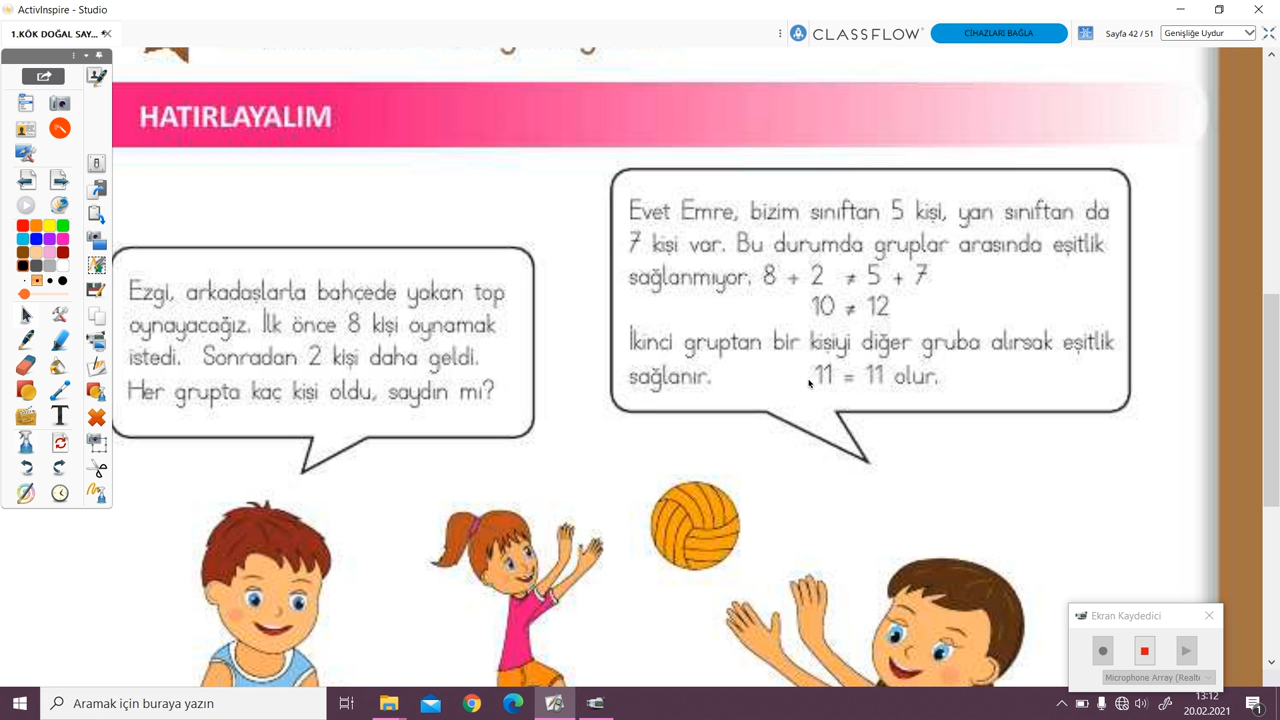 ActivInspire - Studio
1.KÖK DOĞAL SAY...
CLASSFLOW
CİHAZLARI BAĞLA
Sayfa 42 / 51
Genişliğe Uydur
HATIRLAYALIM
Ezgi, arkadaşlarla bahçede yakan top
oynayacağız. İlk önce 8 kişi oynamak
istedi. Sonradan 2 kişi daha geldi.
Her grupta kaç kişi oldu, saydın mı?
Evet Emre, bizim sınıftan 5 kişi, yan sınıftan da
7 kişi var. Bu durumda gruplar arasında eşitlik
sağlanmıyor. 8 + 2 ≠ 5 + 7
10 ≠ 12
İkinci gruptan bir kişiyi diğer gruba alırsak eşitlik
sağlanır. 11 = 11 olur.
Ekran Kaydedici
Microphone Array (Realt
Aramak için buraya yazın
13:12
20.02.2021
1